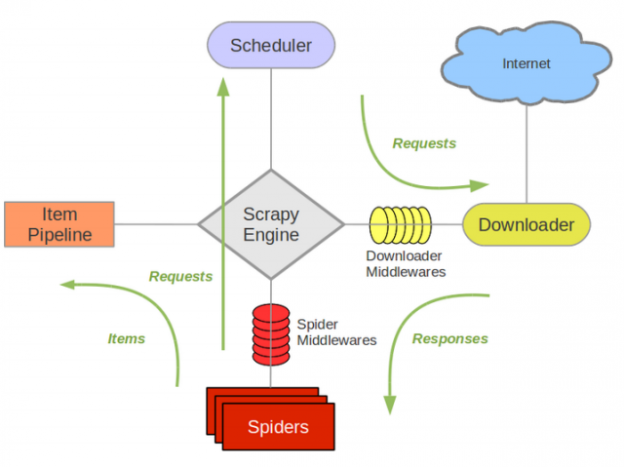 Scheduler
Internet
Requests
Item
Pipeline
Scrapy
Engine
Downloader
Downloader
Middlewares
Requests
Spider
Middlewares
Items
Responses
Spiders